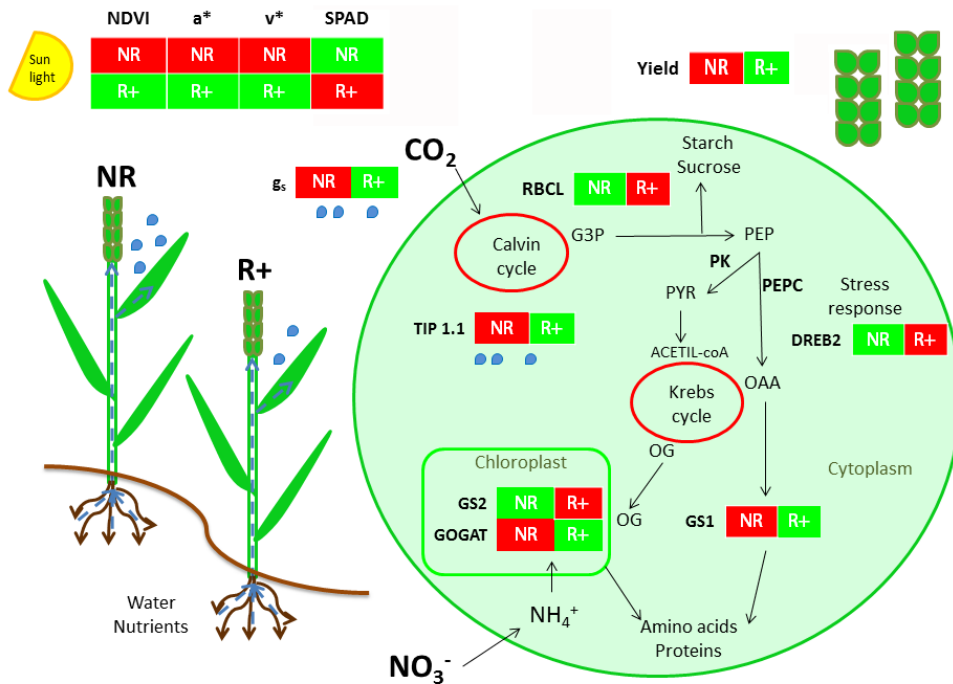 NDVI a* v* SPAD
Sun
light
NR NR NR NR
R+ R+ R+ R+
Yield NR R+
NR
g_s NR R+
R+
CO₂
Starch
Sucrose
RBCL NR R+
Calvin
cycle
G3P
PEP
PK
PEPC
PYR
Stress
response
TIP 1.1 NR R+
DREB2 NR R+
ACETIL-coA
OAA
Krebs
cycle
OG
Chloroplast
Cytoplasm
GS2 NR R+
GOGAT NR R+
OG
GS1 NR R+
Water
Nutrients
NH₄⁺
NO₃⁻
Amino acids
Proteins